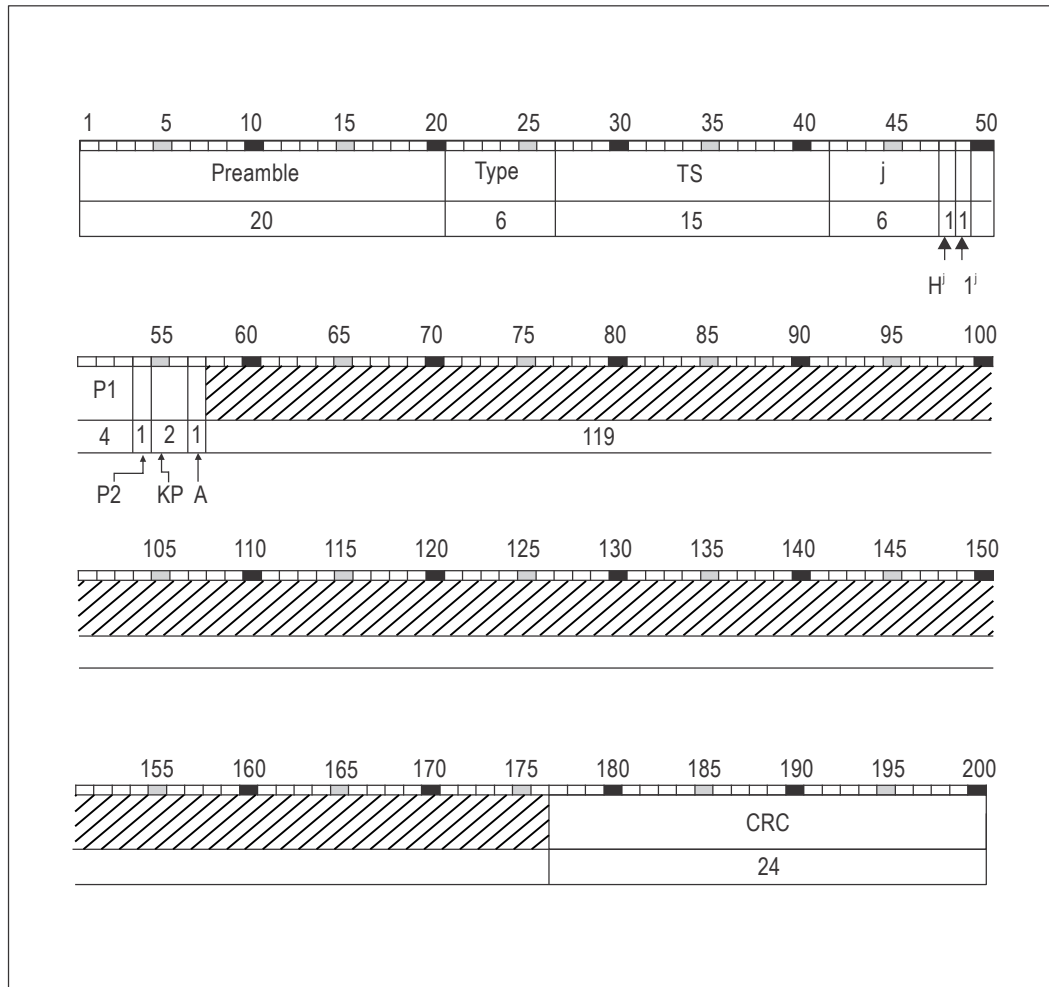 1 5 10 15 20 25 30 35 40 45 50
Preamble Type TS j
20 6 15 6 1 1
Hʲ 1ʲ
55 60 65 70 75 80 85 90 95 100
P1
4 1 2 1 119
P2 KP A
105 110 115 120 125 130 135 140 145 150
155 160 165 170 175 180 185 190 195 200
CRC
24